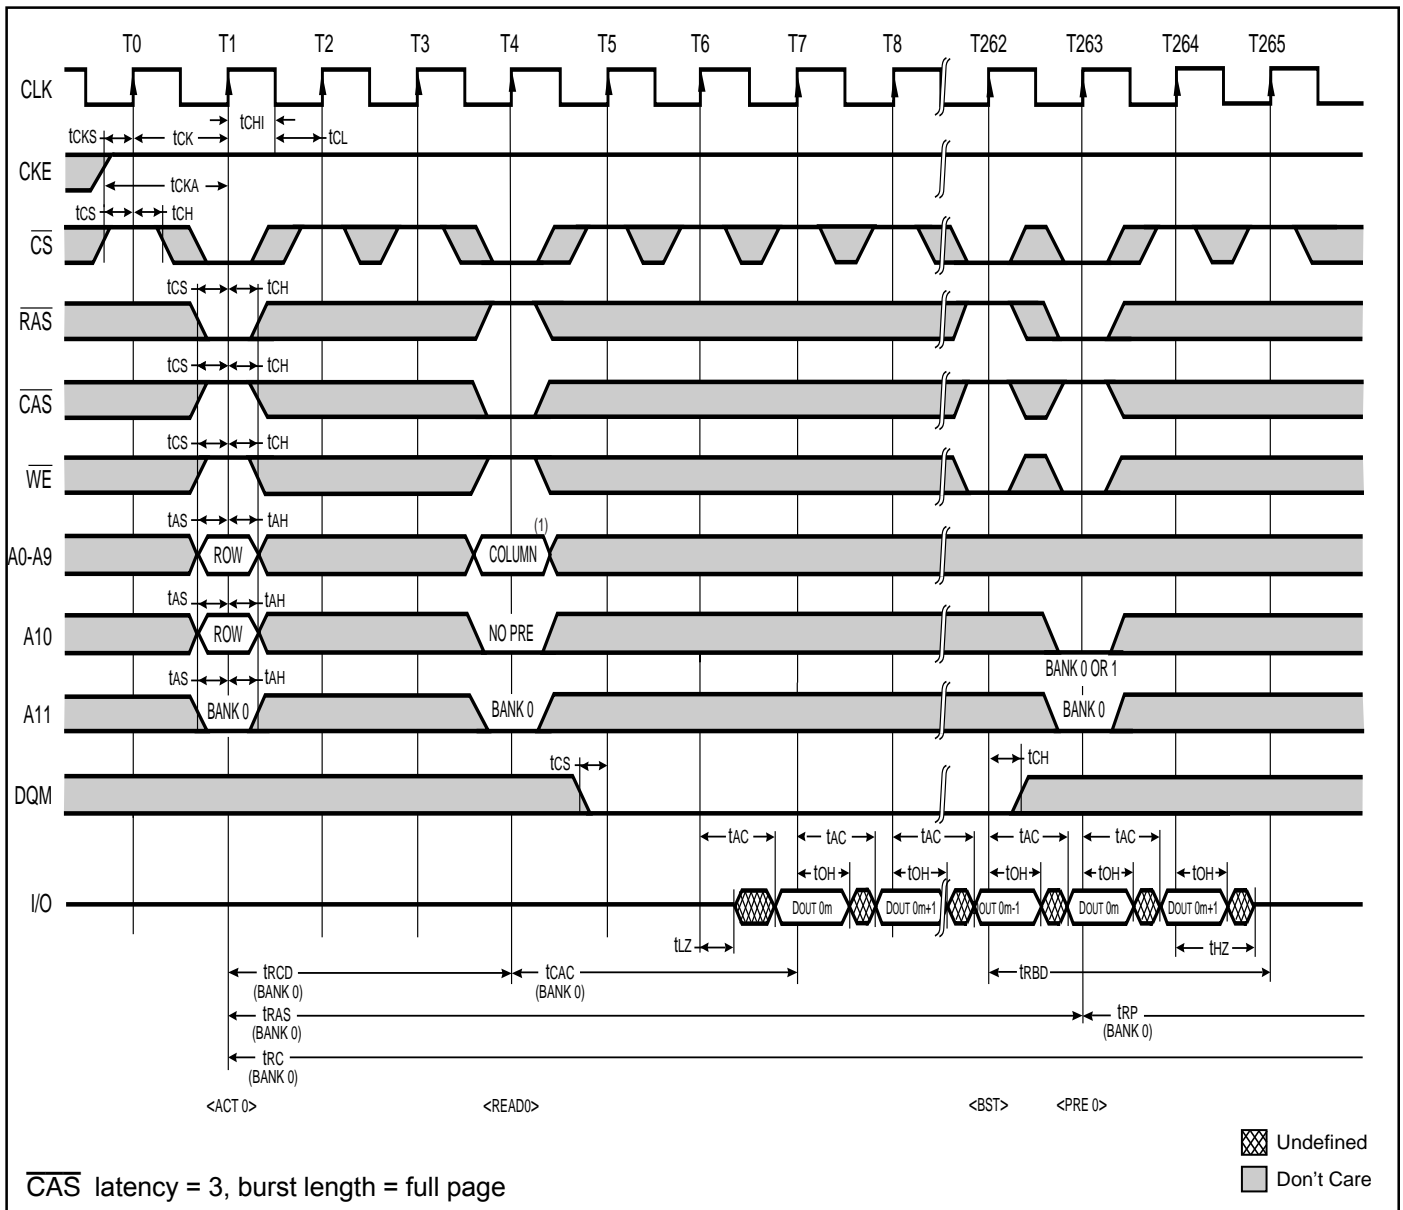 T0 T1 T2 T3 T4 T5 T6 T7 T8 T262 T263 T264 T265
CLK
tCHI
tCKS tCK tCL
CKE
tCKA
tCS tCH
CS
tCS tCH
RAS
tCS tCH
CAS
tCS tCH
WE
tAS tAH (1)
A0-A9 ROW COLUMN
tAS tAH
A10 ROW NO PRE
BANK 0 OR 1
tAS tAH
A11 BANK 0 BANK 0 BANK 0
tCS tCH
DQM
tAC tAC tAC tAC tAC
tOH tOH tOH tOH tOH
I/O DOUT 0m DOUT 0m+1 OUT 0m-1 DOUT 0m DOUT 0m+1
tLZ tHZ
tRCD tCAC tRBD
(BANK 0) (BANK 0)
tRAS tRP
(BANK 0) (BANK 0)
tRC
(BANK 0)
<ACT 0> <READ0> <BST> <PRE 0>
Undefined
Don't Care
CAS latency = 3, burst length = full page